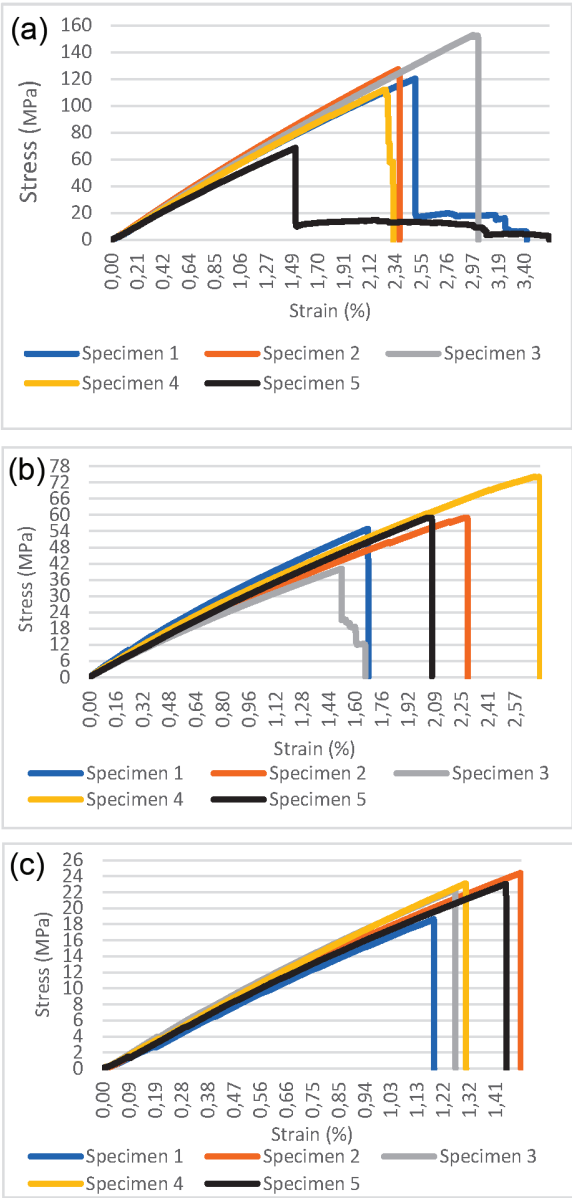 (a)
160
140
120
100
80
60
40
20
0
Stress (MPa)
0,00 0,21 0,42 0,64 0,85 1,06 1,27 1,49 1,70 1,91 2,12 2,34 2,55 2,76 2,97 3,19 3,40
Strain (%)
Specimen 1 Specimen 2 Specimen 3
Specimen 4 Specimen 5
(b)
78
72
66
60
54
48
42
36
30
24
18
12
6
0
Stress (MPa)
0,00 0,16 0,32 0,48 0,64 0,80 0,96 1,12 1,28 1,44 1,60 1,76 1,92 2,09 2,25 2,41 2,57
Strain (%)
Specimen 1 Specimen 2 Specimen 3
Specimen 4 Specimen 5
(c)
26
24
22
20
18
16
14
12
10
8
6
4
2
0
Stress (MPa)
0,00 0,09 0,19 0,28 0,38 0,47 0,56 0,66 0,75 0,85 0,94 1,03 1,13 1,22 1,32 1,41
Strain (%)
Specimen 1 Specimen 2 Specimen 3
Specimen 4 Specimen 5